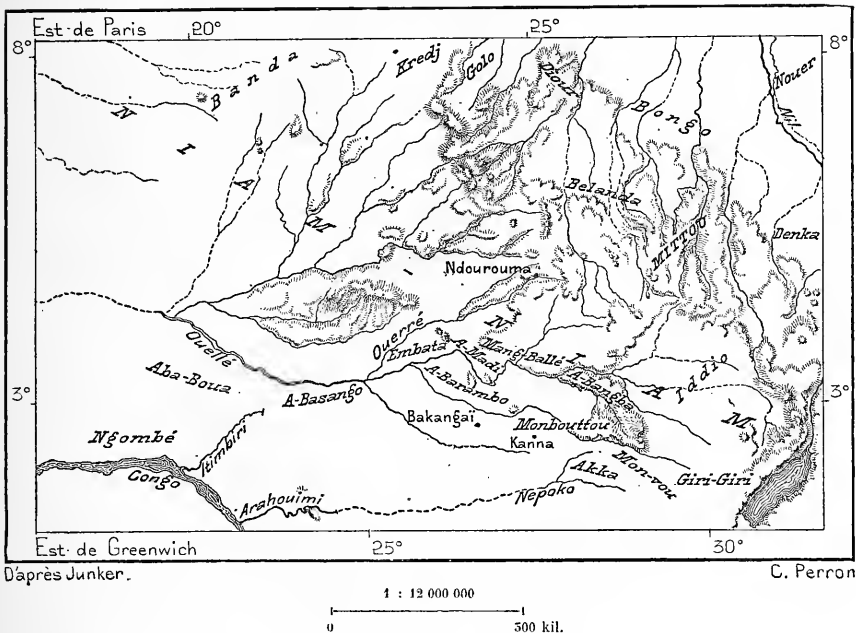 Est. de Paris 20° 25°
8° 8°
Banda
Kredj
Golo
Diour
Bongo
Nouer
Nil
N I A M
Belanda
MITTOU
Denka
Ndourouma
N I A M
Ouellé
Ouerré
Embata
A-Madi
Mang-Ballé
A-Bangba
Iddio
Aba-Boua
3° 3°
A-Basango
A-Barambo
Bakangaï
Monbouttou
Kanna
Ngombé
Itimbiri
Congo
Arahouimi
Nepoko
Akka
Mon-vou
Giri-Giri
Est. de Greenwich 25° 30°
D'après Junker.
C. Perron
1 : 12 000 000
0 300 kil.